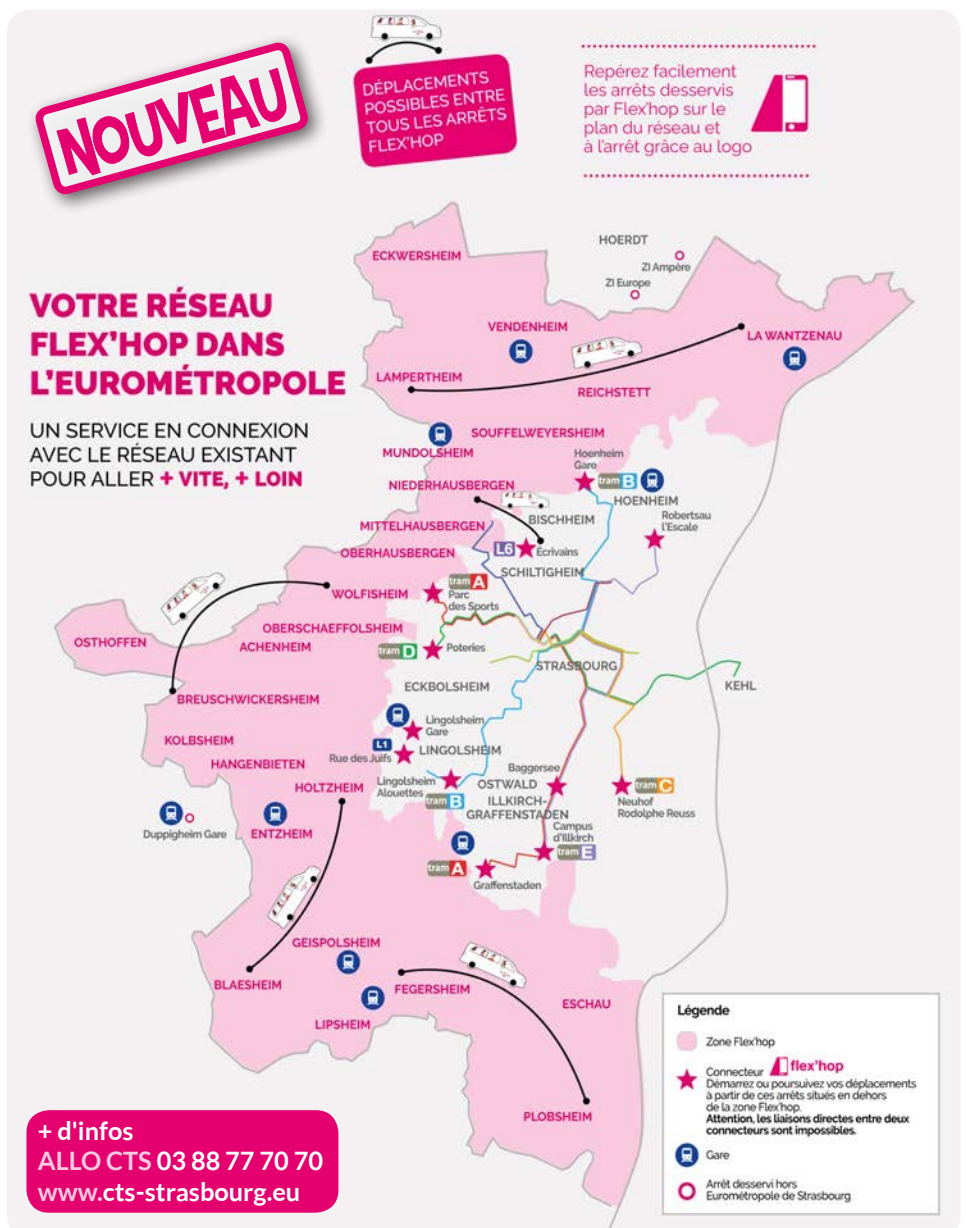 NOUVEAU
DÉPLACEMENTS
POSSIBLES ENTRE
TOUS LES ARRÊTS
FLEX'HOP
Repérez facilement
les arrêts desservis
par Flex'hop sur le
plan du réseau et
à l'arrêt grâce au logo
VOTRE RÉSEAU
FLEX'HOP DANS
L'EUROMÉTROPOLE
UN SERVICE EN CONNEXION
AVEC LE RÉSEAU EXISTANT
POUR ALLER + VITE, + LOIN
ECKWERSHEIM
HOERDT
ZI Ampère
ZI Europe
VENDENHEIM
LA WANTZENAU
LAMPERTHEIM
REICHSTETT
SOUFFELWEYERSHEIM
MUNDOLSHEIM
Hoenheim
Gare
tram B
NIEDERHAUSBERGEN
HOENHEIM
BISCHHEIM
Robertsau
l'Escale
MITTELHAUSBERGEN
OBERHAUSBERGEN
L6
Écrivains
SCHILTIGHEIM
tram A
WOLFISHEIM
Parc
des Sports
OBERSCHAEFFOLSHEIM
OSTHOFFEN
ACHENHEIM
tram D
Poteries
STRASBOURG
ECKBOLSHEIM
KEHL
BREUSCHWICKERSHEIM
Lingolsheim
Gare
KOLBSHEIM
L1
Rue des Juifs
LINGOLSHEIM
HANGENBIETEN
Baggersee
HOLTZHEIM
Lingolsheim
Alouettes
tram B
OSTWALD
ILLKIRCH-
GRAFFENSTADEN
tram C
Neuhof
Rodolphe Reuss
Duppigheim Gare
ENTZHEIM
Campus
d'Illkirch
tram E
tram A
Graffenstaden
GEISPOLSHEIM
BLAESHEIM
FEGERSHEIM
ESCHAU
LIPSHEIM
PLOBSHEIM
Légende
Zone Flex'hop
Connecteur flex'hop
Démarrez ou poursuivez vos déplacements
à partir de ces arrêts situés en dehors
de la zone Flex'hop.
Attention, les liaisons directes entre deux
connecteurs sont impossibles.
Gare
Arrêt desservi hors
Eurométropole de Strasbourg
+ d'infos
ALLO CTS 03 88 77 70 70
www.cts-strasbourg.eu